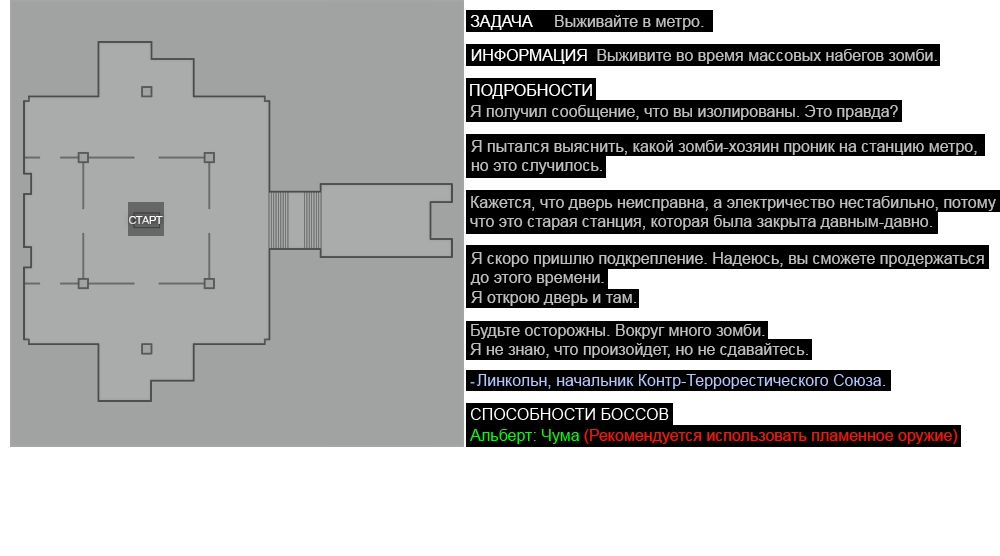 СТАРТ
ЗАДАЧА Выживайте в метро.
ИНФОРМАЦИЯ Выживите во время массовых набегов зомби.
ПОДРОБНОСТИ
Я получил сообщение, что вы изолированы. Это правда?
Я пытался выяснить, какой зомби-хозяин проник на станцию метро,
но это случилось.
Кажется, что дверь неисправна, а электричество нестабильно, потому
что это старая станция, которая была закрыта давным-давно.
Я скоро пришлю подкрепление. Надеюсь, вы сможете продержаться
до этого времени.
Я открою дверь и там.
Будьте осторожны. Вокруг много зомби.
Я не знаю, что произойдет, но не сдавайтесь.
-Линкольн, начальник Контр-Террорестического Союза.
СПОСОБНОСТИ БОССОВ
Альберт: Чума (Рекомендуется использовать пламенное оружие)